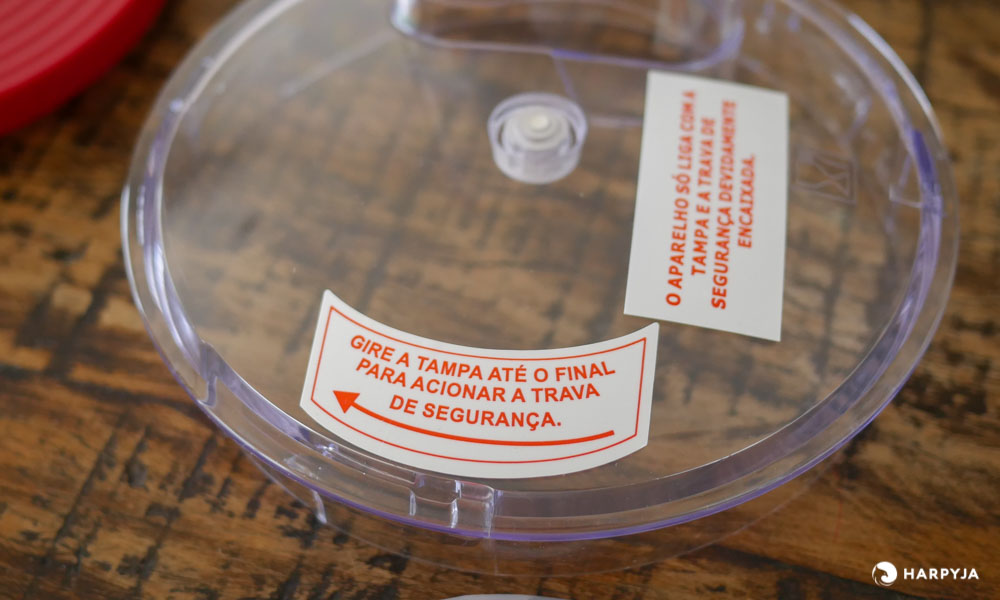 O APARELHO SÓ LIGA COM A
TAMPA E A TRAVA DE
SEGURANÇA DEVIDAMENTE
ENCAIXADA.
GIRE A TAMPA ATÉ O FINAL
PARA ACIONAR A TRAVA
DE SEGURANÇA.
HARPYJA